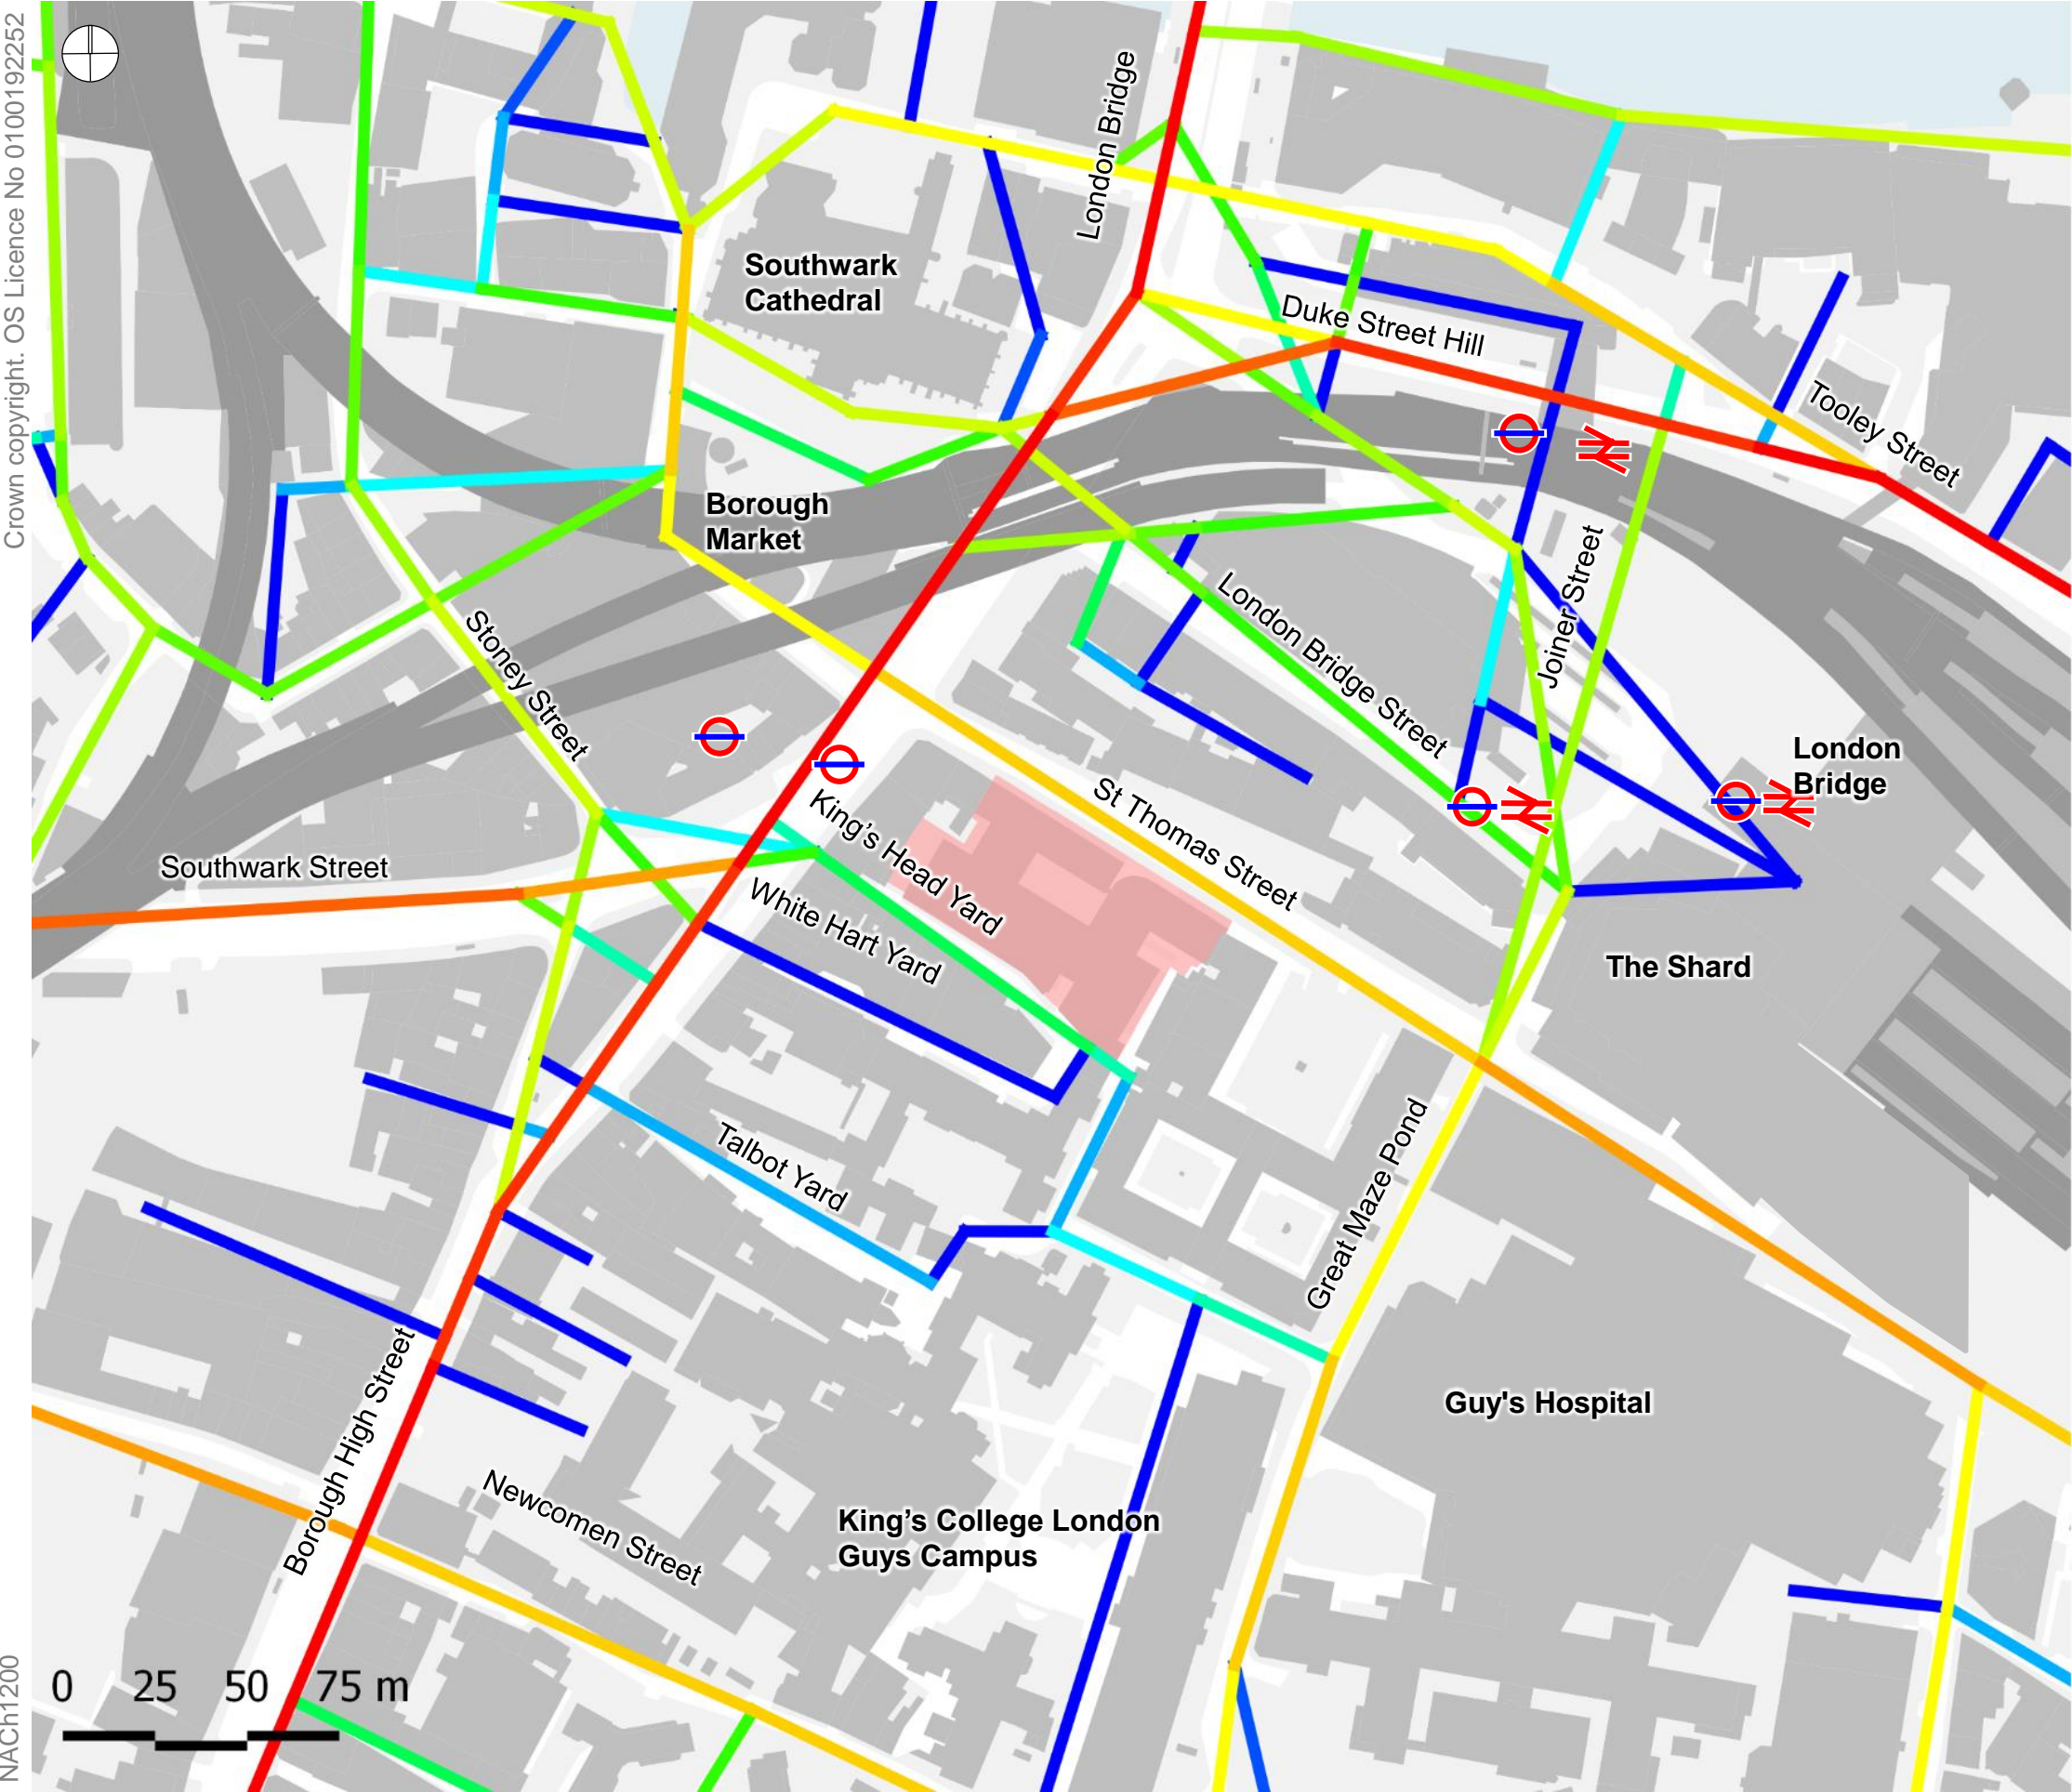 Crown copyright. OS Licence No 0100019​2252
London Bridge
Southwark
Cathedral
Duke Street Hill
Tooley Street
Borough
Market
Joiner Street
London Bridge Street
Stoney Street
London
Bridge
St Thomas Street
King's Head Yard
Southwark Street
White Hart Yard
The Shard
Talbot Yard
Great Maze Pond
Borough High Street
Guy's Hospital
Newcomen Street
King's College London
Guys Campus
0 25 50 75 m
NACh1200